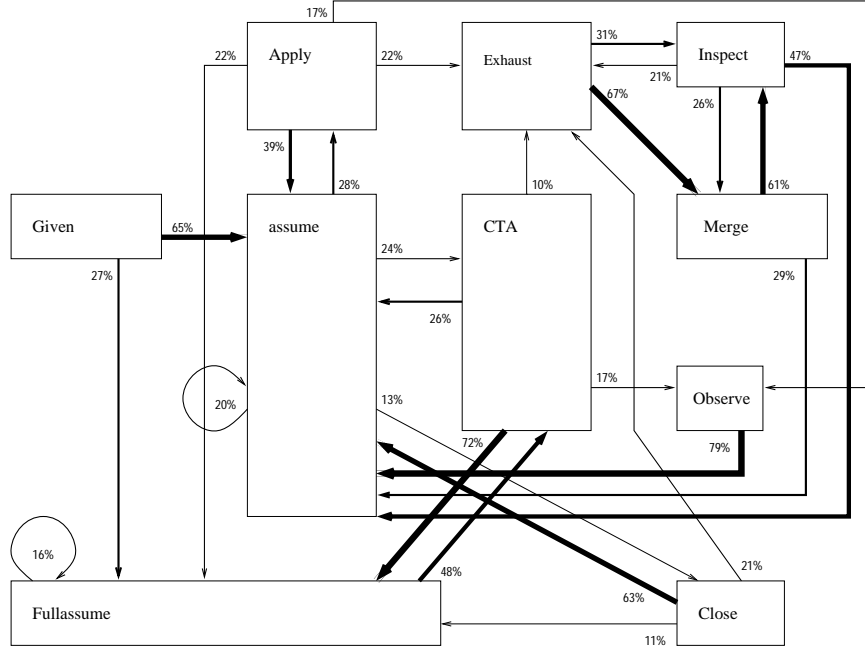 17%
Apply
22%
22%
39%
28%
Exhaust
31%
21%
67%
Inspect
47%
26%
61%
Given
65%
27%
assume
24%
26%
20%
13%
CTA
10%
17%
72%
Merge
29%
Observe
79%
16%
48%
Fullassume
63%
21%
Close
11%